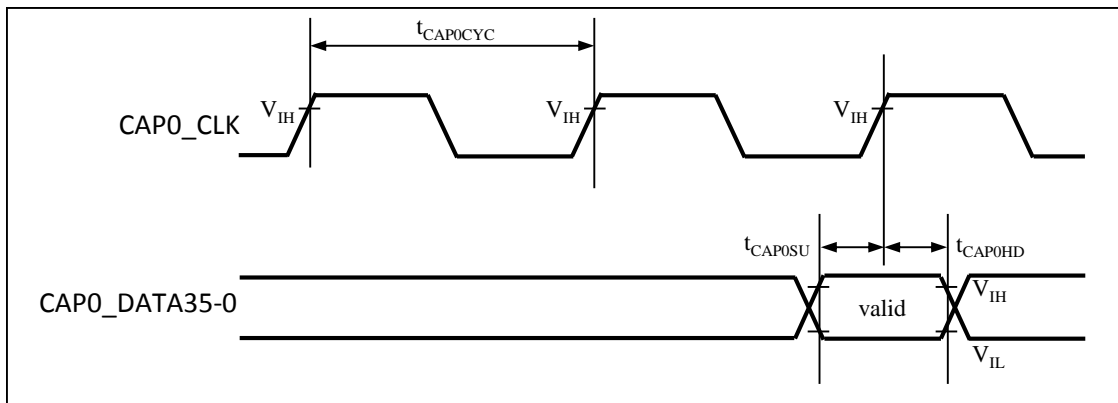 tCAP0CYC
VIH VIH VIH
CAP0_CLK
tCAP0SU tCAP0HD
CAP0_DATA35-0 valid VIH
VIL